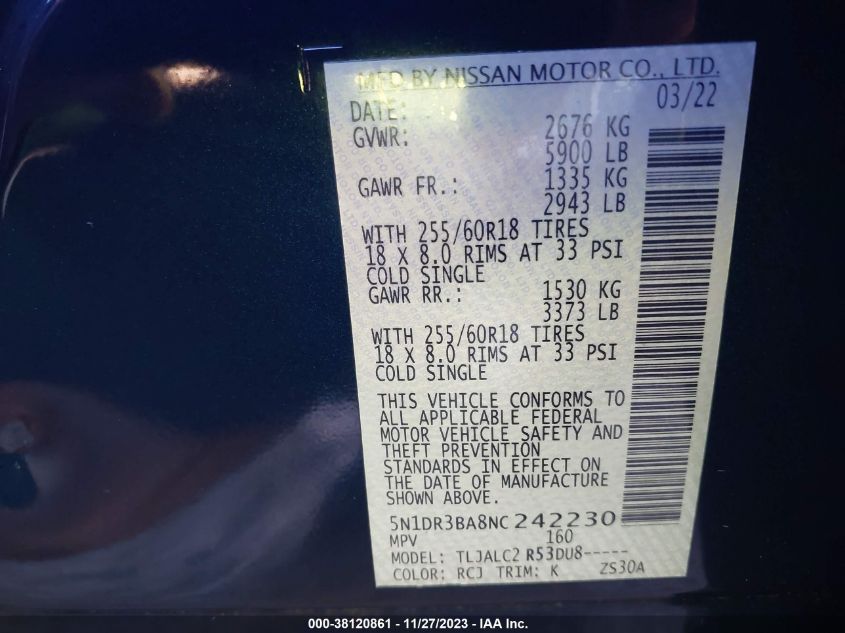 MFD BY NISSAN MOTOR CO., LTD.
DATE: 03/22
GVWR: 2676 KG
5900 LB
GAWR FR.: 1335 KG
2943 LB
WITH 255/60R18 TIRES
18 X 8.0 RIMS AT 33 PSI
COLD SINGLE
GAWR RR.: 1530 KG
3373 LB
WITH 255/60R18 TIRES
18 X 8.0 RIMS AT 33 PSI
COLD SINGLE
THIS VEHICLE CONFORMS TO
ALL APPLICABLE FEDERAL
MOTOR VEHICLE SAFETY AND
THEFT PREVENTION
STANDARDS IN EFFECT ON
THE DATE OF MANUFACTURE
SHOWN ABOVE.
5N1DR3BA8NC242230
MPV 160
MODEL: TLJALC2 R53DU8-----
COLOR: RCJ TRIM: K ZS30A
000-38120861 - 11/27/2023 - IAA Inc.